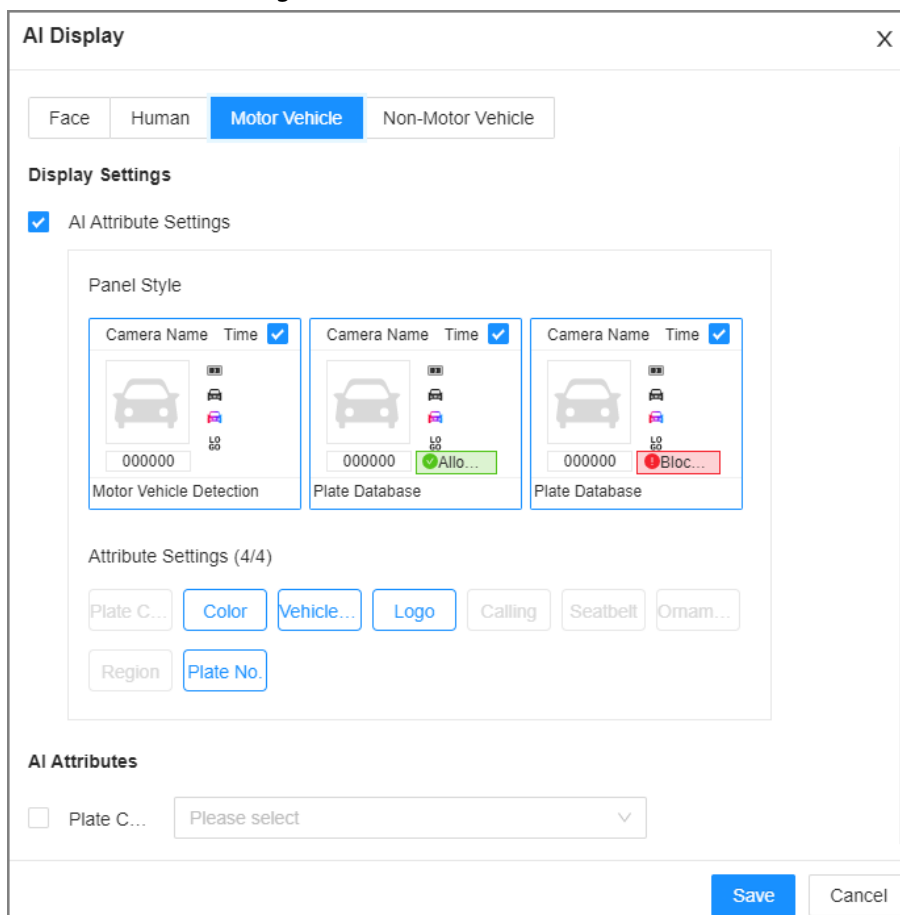 AI Display X
Face Human Motor Vehicle Non-Motor Vehicle
Display Settings
AI Attribute Settings
Panel Style
Camera Name Time Camera Name Time Camera Name Time
LO GO LO GO LO GO
000000 000000 Allo... 000000 Bloc...
Motor Vehicle Detection Plate Database Plate Database
Attribute Settings (4/4)
Plate C... Color Vehicle... Logo Calling Seatbelt Ornam...
Region Plate No.
AI Attributes
Plate C... Please select
Save Cancel